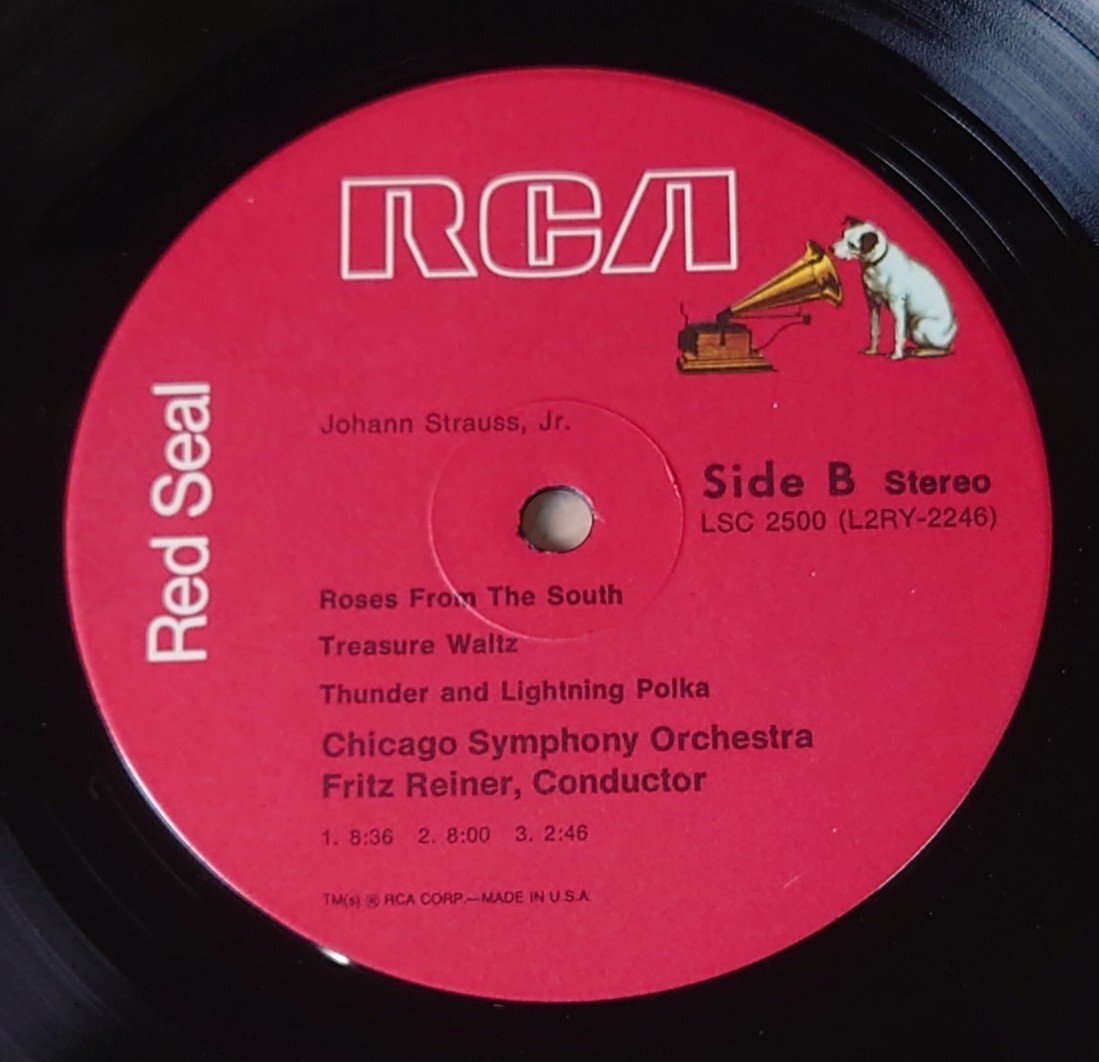 RCA
Red Seal
Johann Strauss, Jr.
Side B Stereo
LSC 2500 (L2RY-2246)
Roses From The South
Treasure Waltz
Thunder and Lightning Polka
Chicago Symphony Orchestra
Fritz Reiner, Conductor
1. 8:36 2. 8:00 3. 2:46
TM(s) ® RCA CORP.—MADE IN U.S.A.